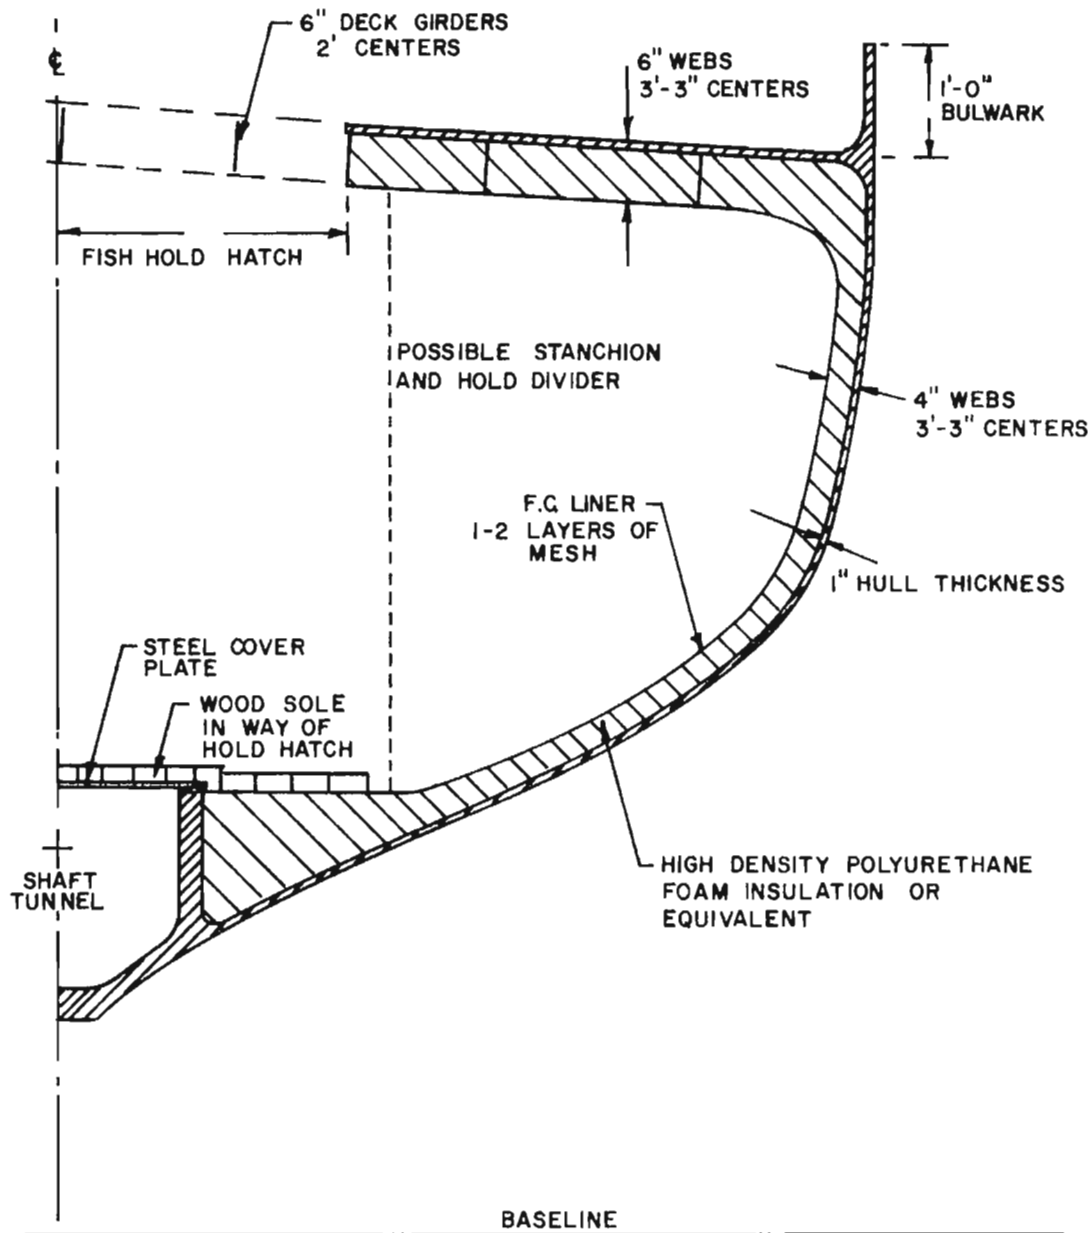 6" DECK GIRDERS
2' CENTERS
℄
6" WEBS
3'-3" CENTERS
1'-0"
BULWARK
FISH HOLD HATCH
POSSIBLE STANCHION
AND HOLD DIVIDER
4" WEBS
3'-3" CENTERS
F.C. LINER
1-2 LAYERS OF
MESH
1" HULL THICKNESS
STEEL COVER
PLATE
WOOD SOLE
IN WAY OF
HOLD HATCH
SHAFT
TUNNEL
HIGH DENSITY POLYURETHANE
FOAM INSULATION OR
EQUIVALENT
BASELINE